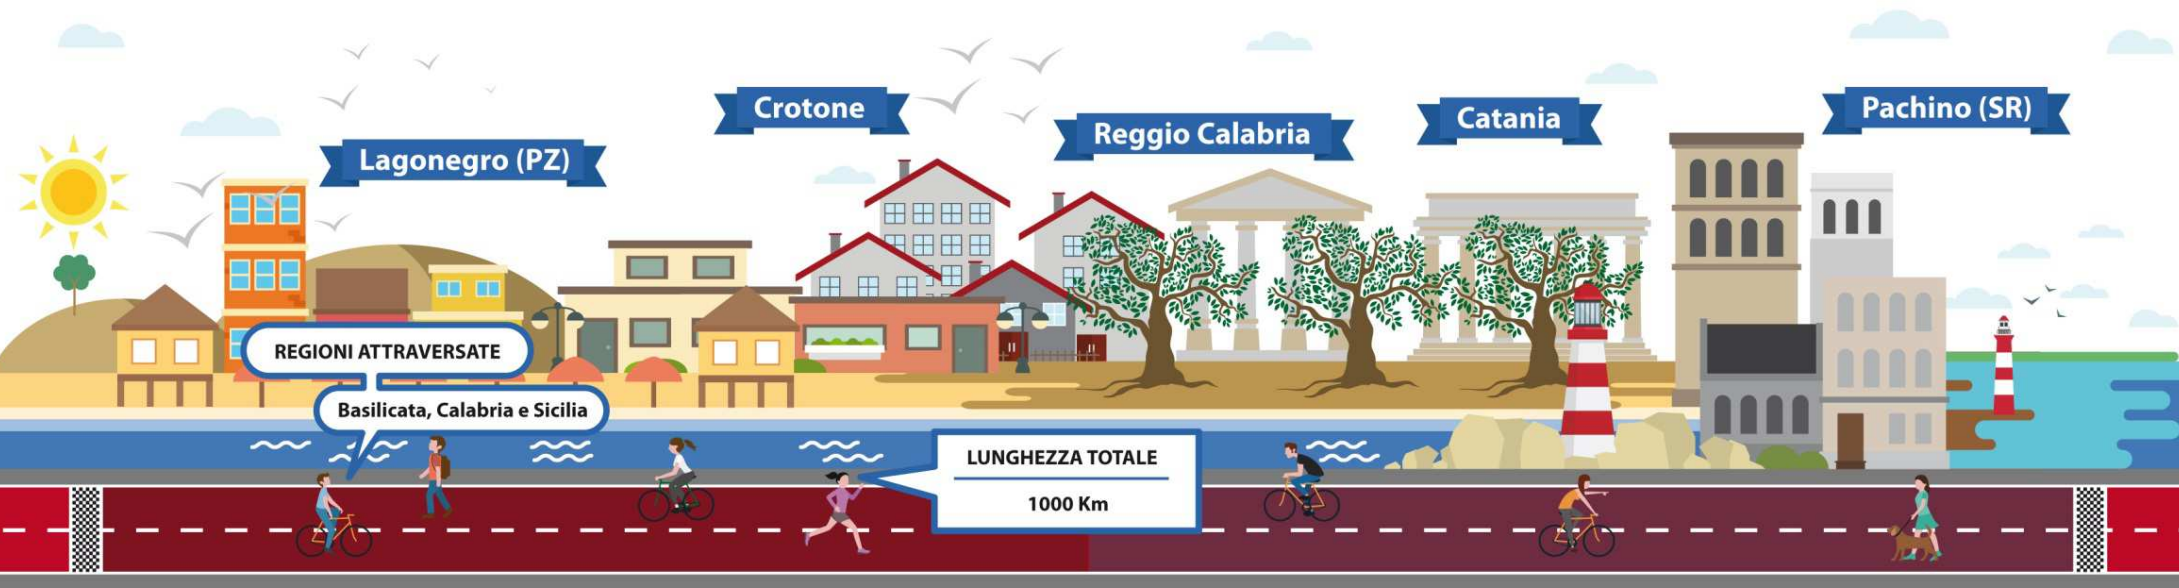 Lagonegro (PZ)
Crotone
Reggio Calabria
Catania
Pachino (SR)
REGIONI ATTRAVERSATE
Basilicata, Calabria e Sicilia
LUNGHEZZA TOTALE
1000 Km